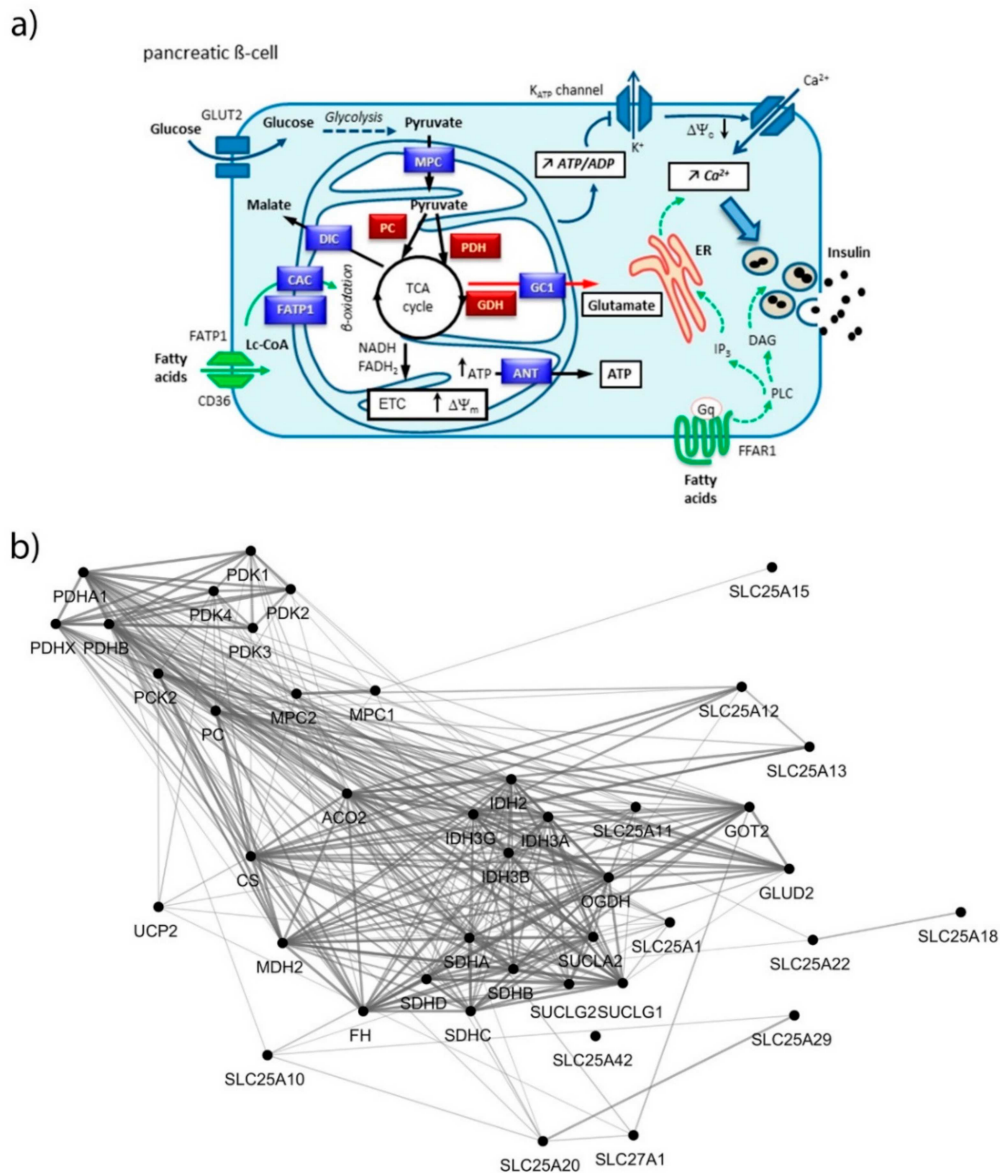 a)
pancreatic ß-cell
K_ATP channel
Ca²⁺
GLUT2
Glucose
Glucose
Glycolysis
Pyruvate
K⁺
ΔΨ_c ↓
MPC
↗ ATP/ADP
↗ Ca²⁺
Malate
Pyruvate
PC
DIC
PDH
ER
Insulin
CAC
β-oxidation
TCA
cycle
GC1
FATP1
GDH
Glutamate
FATP1
Lc-CoA
NADH
FADH₂
IP₃
DAG
Fatty
acids
↑ATP
ANT
ATP
PLC
CD36
ETC ↑ ΔΨ_m
Gq
FFAR1
Fatty
acids
b)
PDK1
PDHA1
SLC25A15
PDK4
PDK2
PDHX
PDHB
PDK3
PCK2
MPC2
MPC1
SLC25A12
PC
SLC25A13
ACO2
IDH2
IDH3G
IDH3A
SLC25A11
GOT2
CS
IDH3B
OGDH
GLUD2
UCP2
SLC25A1
SLC25A18
MDH2
SDHA
SUCLA2
SLC25A22
SDHD
SDHB
SUCLG2
SUCLG1
FH
SDHC
SLC25A29
SLC25A42
SLC25A10
SLC25A20
SLC27A1